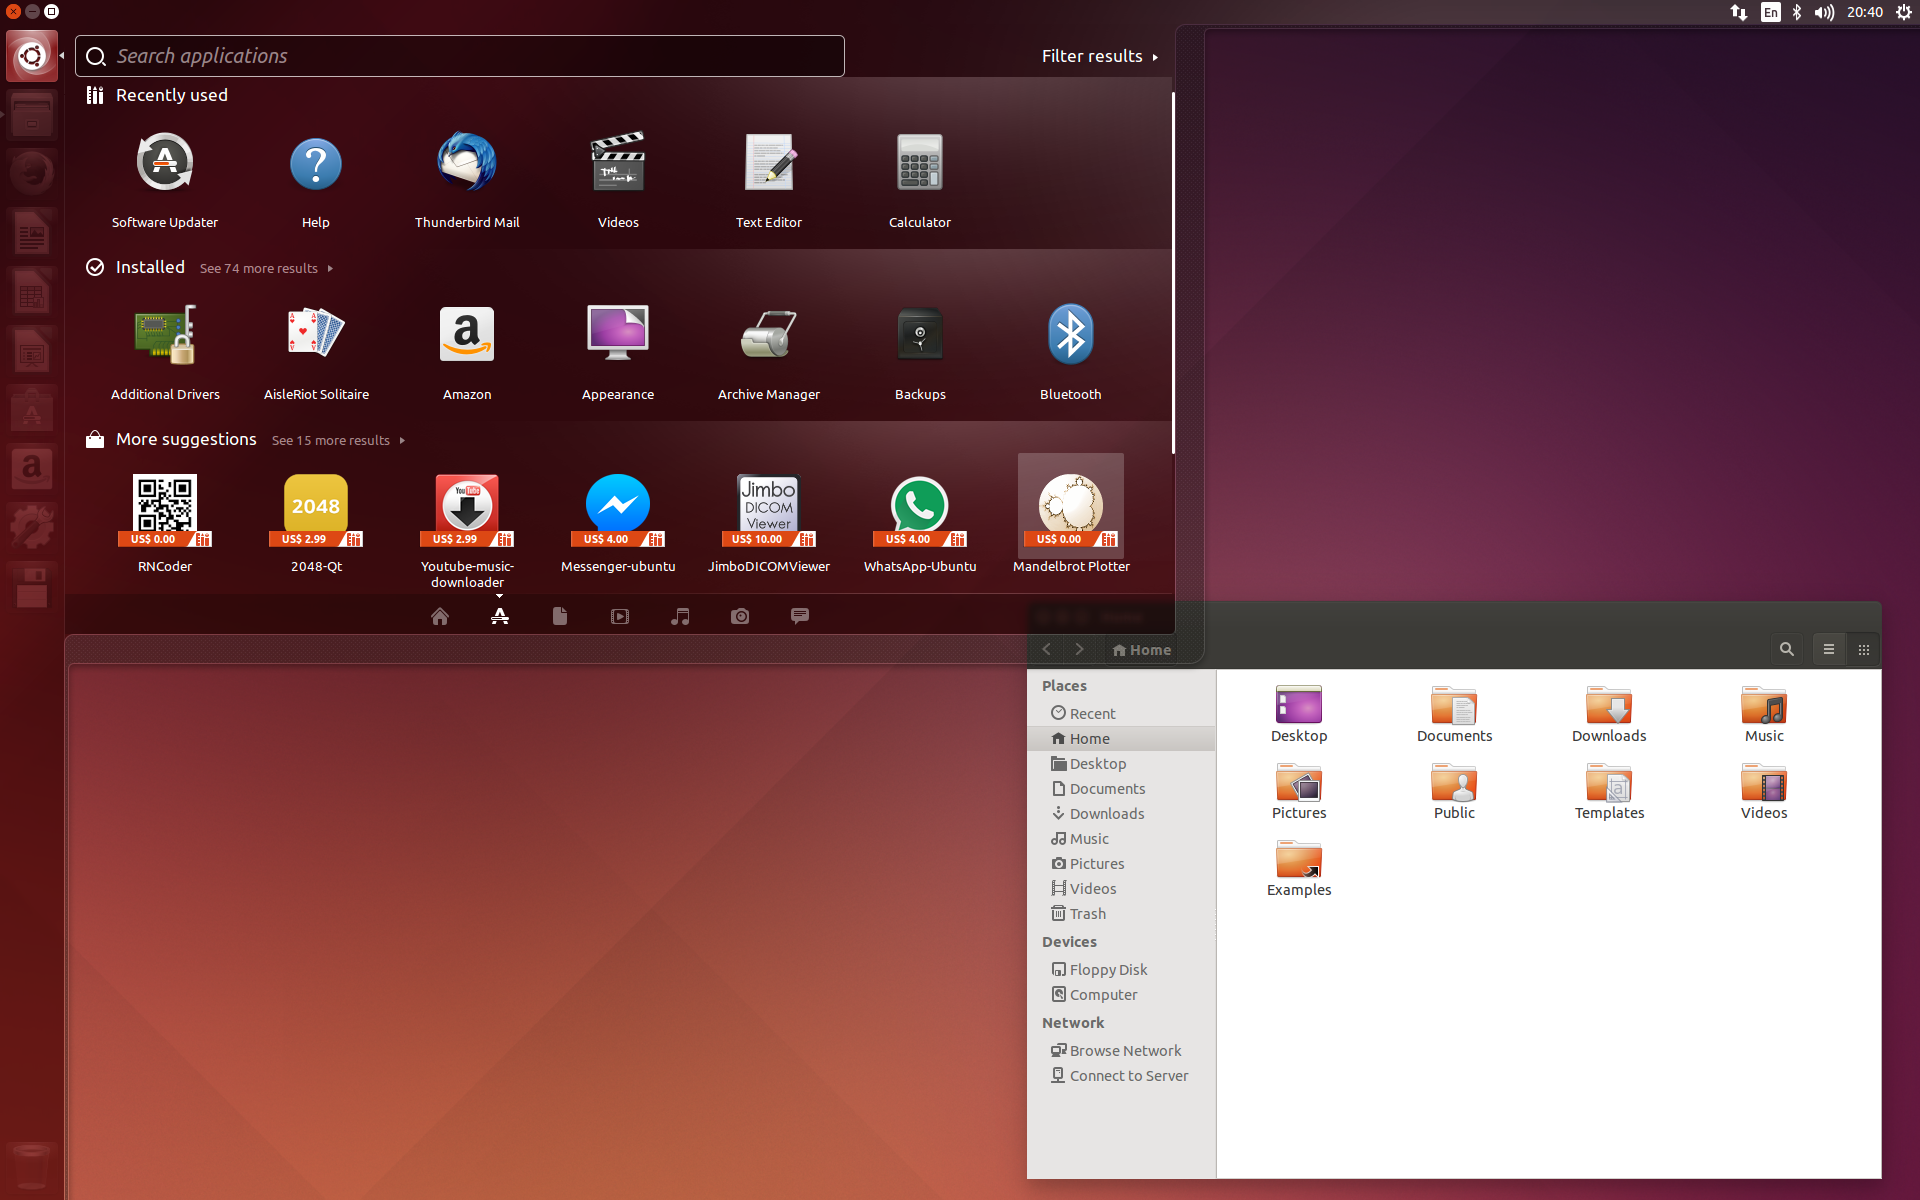 En
20:40
Search applications
Filter results
Recently used
Software Updater
Help
Thunderbird Mail
Videos
Text Editor
Calculator
Installed See 74 more results
Additional Drivers
AisleRiot Solitaire
a
Amazon
Appearance
Archive Manager
Backups
Bluetooth
More suggestions See 15 more results
US$ 0.00
RNCoder
2048
US$ 2.99
2048-Qt
YouTube
US$ 2.99
Youtube-music-
downloader
US$ 4.00
Messenger-ubuntu
Jimbo
DICOM
Viewer
US$ 10.00
JimboDICOMViewer
US$ 4.00
WhatsApp-Ubuntu
US$ 0.00
Mandelbrot Plotter
Home
Places
Recent
Home
Desktop
Documents
Downloads
Music
Pictures
Videos
Trash
Devices
Floppy Disk
Computer
Network
Browse Network
Connect to Server
Desktop
Documents
Downloads
Music
Pictures
Public
Templates
Videos
Examples